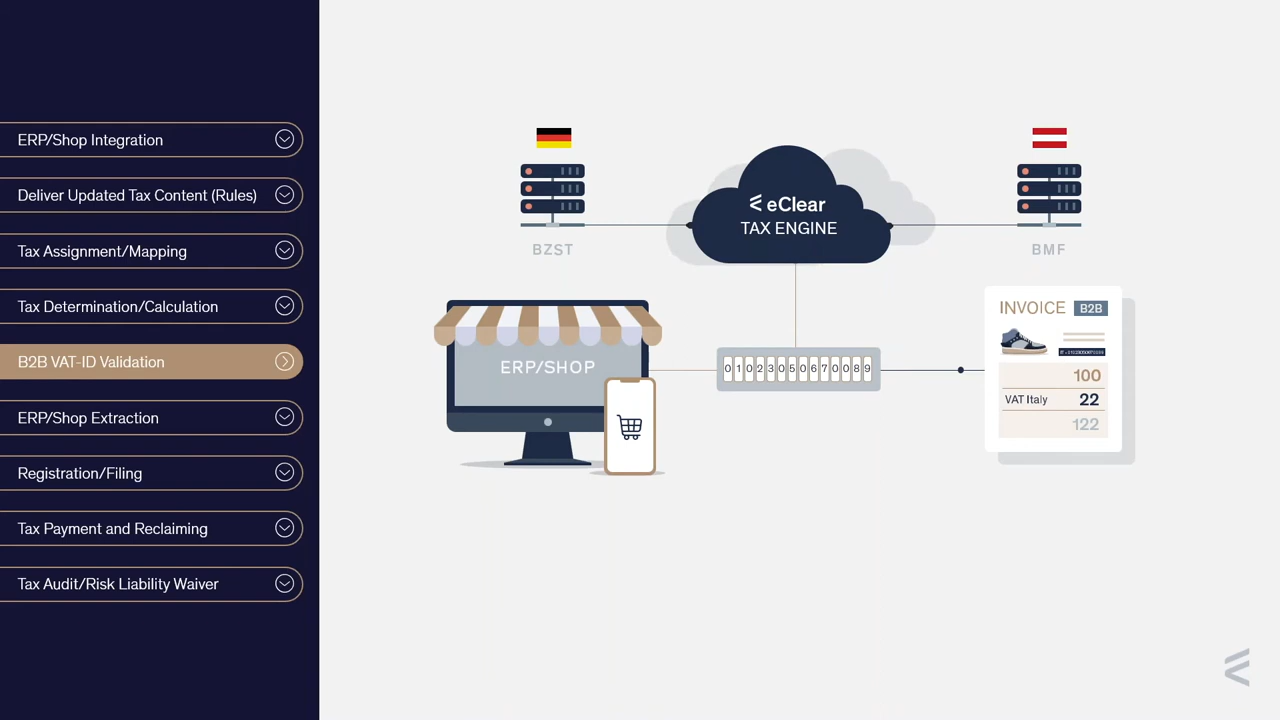 ERP/Shop Integration
Deliver Updated Tax Content (Rules)
Tax Assignment/Mapping
Tax Determination/Calculation
B2B VAT-ID Validation
ERP/Shop Extraction
Registration/Filing
Tax Payment and Reclaiming
Tax Audit/Risk Liability Waiver
eClear
TAX ENGINE
BZST
BMF
ERP/SHOP
01023050670089
INVOICE B2B
100
VAT Italy 22
122